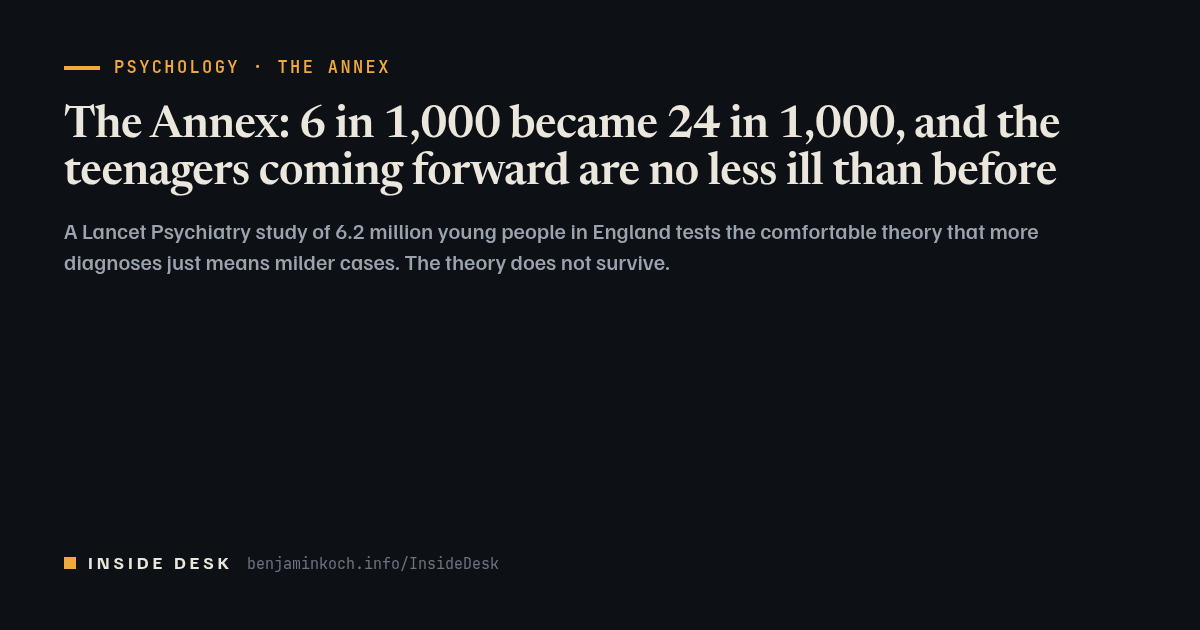 PSYCHOLOGY · THE ANNEX
The Annex: 6 in 1,000 became 24 in 1,000, and the
teenagers coming forward are no less ill than before
A Lancet Psychiatry study of 6.2 million young people in England tests the comfortable theory that more
diagnoses just means milder cases. The theory does not survive.
INSIDE DESK benjaminkoch.info/InsideDesk